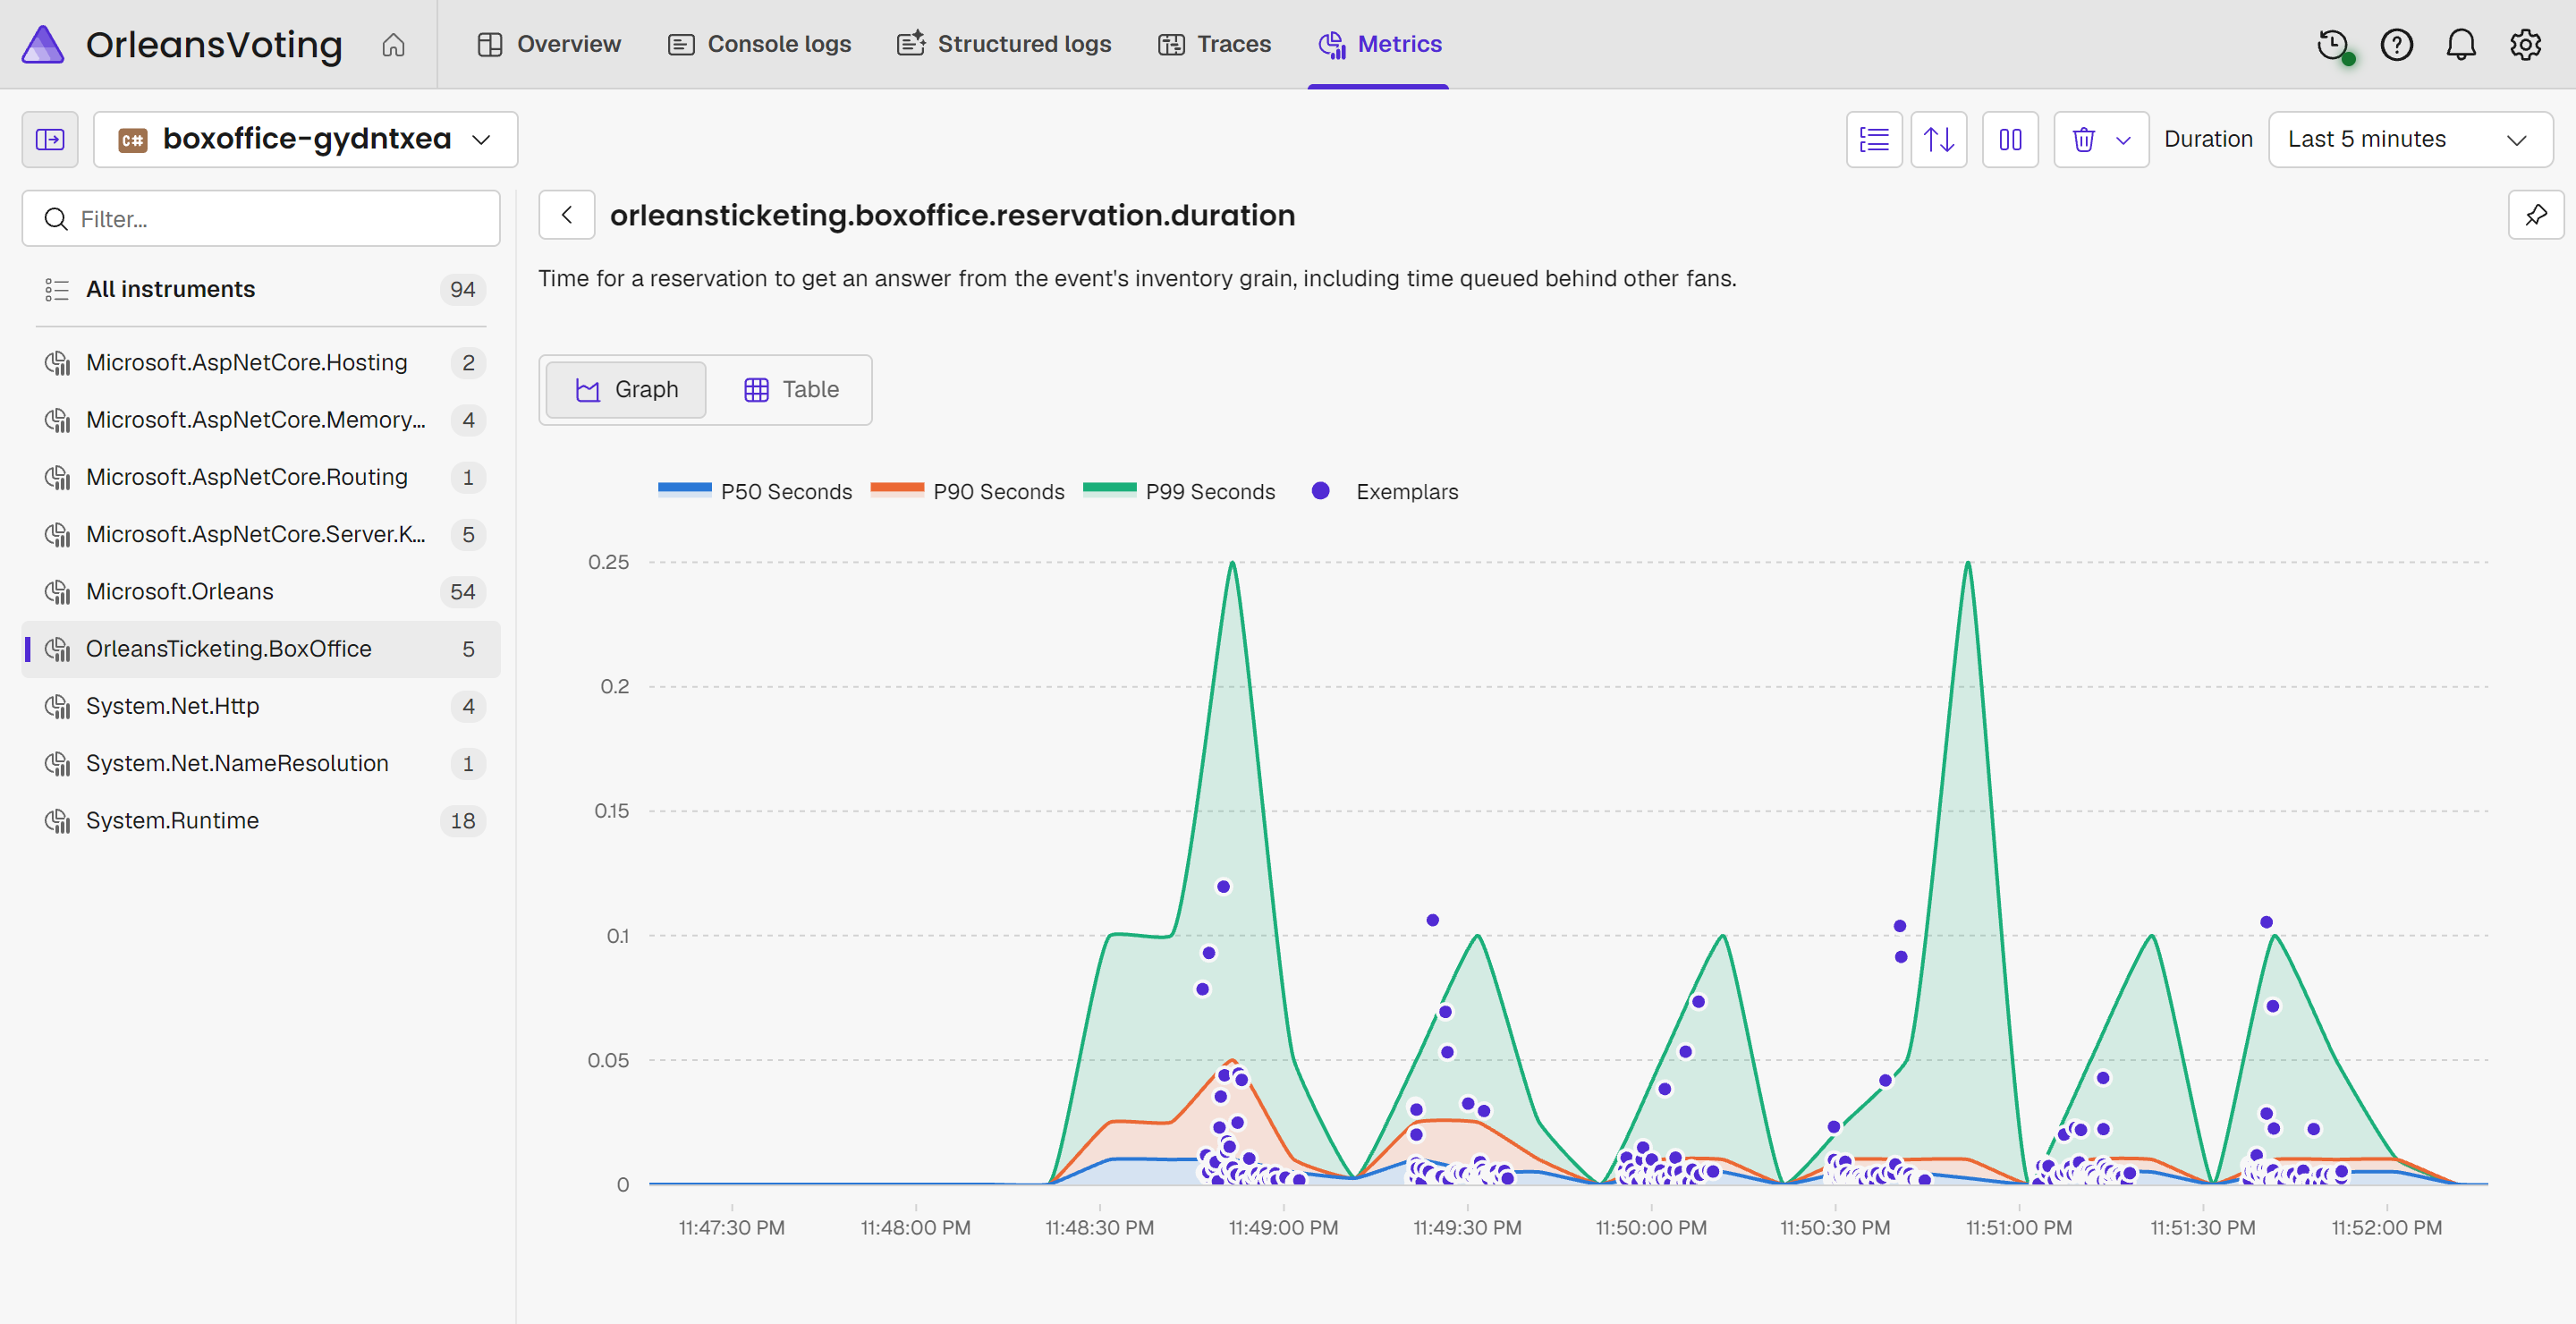 OrleansVoting
Overview
Console logs
Structured logs
Traces
Metrics
C# boxoffice-gydntxea
Duration
Last 5 minutes
Filter...
All instruments 94
Microsoft.AspNetCore.Hosting 2
Microsoft.AspNetCore.Memory... 4
Microsoft.AspNetCore.Routing 1
Microsoft.AspNetCore.Server.K... 5
Microsoft.Orleans 54
OrleansTicketing.BoxOffice 5
System.Net.Http 4
System.Net.NameResolution 1
System.Runtime 18
orleansticketing.boxoffice.reservation.duration
Time for a reservation to get an answer from the event's inventory grain, including time queued behind other fans.
Graph
Table
P50 Seconds
P90 Seconds
P99 Seconds
Exemplars
0.25
0.2
0.15
0.1
0.05
0
11:47:30 PM
11:48:00 PM
11:48:30 PM
11:49:00 PM
11:49:30 PM
11:50:00 PM
11:50:30 PM
11:51:00 PM
11:51:30 PM
11:52:00 PM